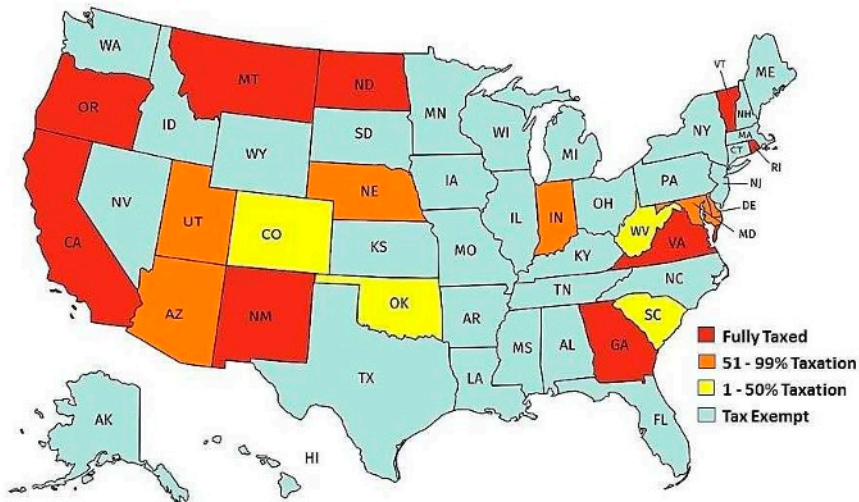 WA
MT
ND
MN
OR
ID
WY
SD
WI
MI
NY
VT
NH
ME
MA
CT
RI
NV
UT
CO
NE
IA
IL
IN
OH
PA
NJ
DE
MD
CA
AZ
NM
KS
MO
KY
WV
VA
OK
AR
TN
NC
SC
TX
LA
MS
AL
GA
FL
AK
HI
Fully Taxed
51 - 99% Taxation
1 - 50% Taxation
Tax Exempt